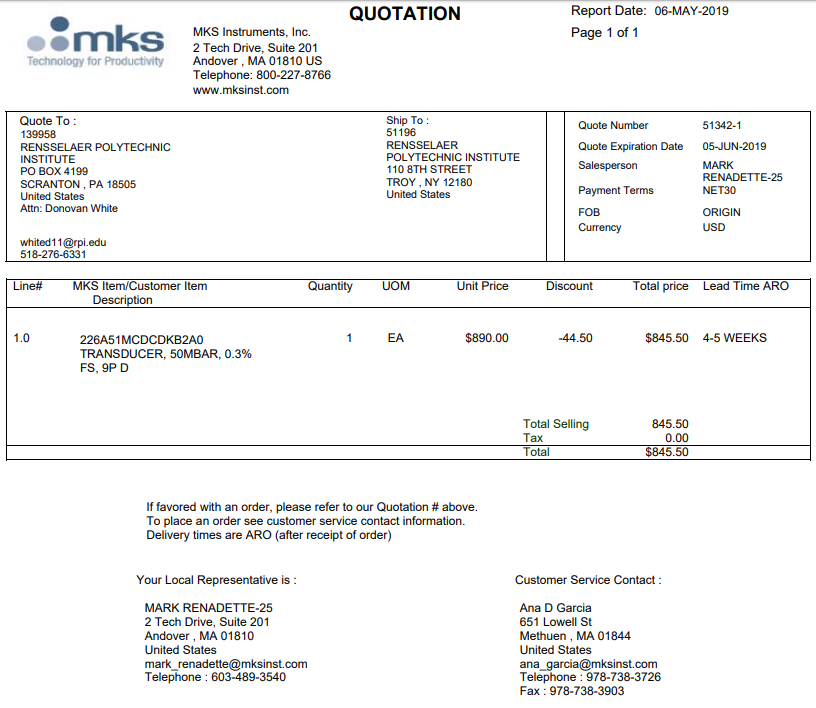 QUOTATION
Report Date: 06-MAY-2019
Page 1 of 1
mks
Technology for Productivity
MKS Instruments, Inc.
2 Tech Drive, Suite 201
Andover , MA 01810 US
Telephone: 800-227-8766
www.mksinst.com
Quote To :
139958
RENSSELAER POLYTECHNIC
INSTITUTE
PO BOX 4199
SCRANTON , PA 18505
United States
Attn: Donovan White
whited11@rpi.edu
518-276-6331
Ship To :
51196
RENSSELAER
POLYTECHNIC INSTITUTE
110 8TH STREET
TROY , NY 12180
United States
Quote Number 51342-1
Quote Expiration Date 05-JUN-2019
Salesperson MARK
RENADETTE-25
Payment Terms NET30
FOB ORIGIN
Currency USD
Line# MKS Item/Customer Item Quantity UOM Unit Price Discount Total price Lead Time ARO
Description
1.0 226A51MCDCDKB2A0 1 EA $890.00 -44.50 $845.50 4-5 WEEKS
TRANSDUCER, 50MBAR, 0.3%
FS, 9P D
Total Selling 845.50
Tax 0.00
Total $845.50
If favored with an order, please refer to our Quotation # above.
To place an order see customer service contact information.
Delivery times are ARO (after receipt of order)
Your Local Representative is :
MARK RENADETTE-25
2 Tech Drive, Suite 201
Andover , MA 01810
United States
mark_renadette@mksinst.com
Telephone : 603-489-3540
Customer Service Contact :
Ana D Garcia
651 Lowell St
Methuen , MA 01844
United States
ana_garcia@mksinst.com
Telephone : 978-738-3726
Fax : 978-738-3903